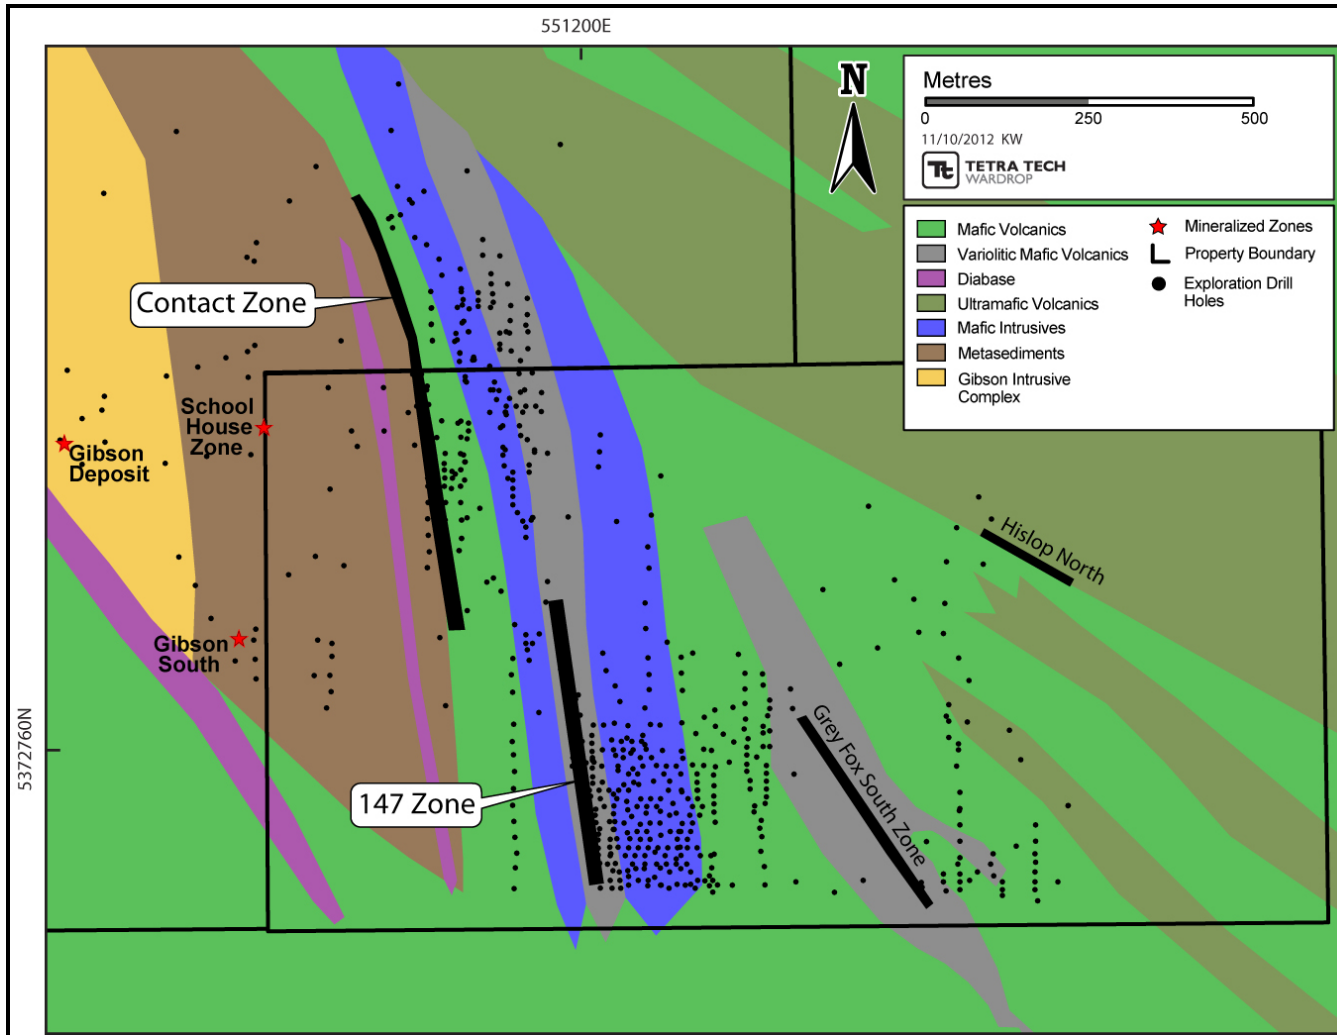 551200E
N
Metres
0 250 500
11/10/2012 KW
Tt TETRA TECH
WARDROP
Mafic Volcanics
Variolitic Mafic Volcanics
Diabase
Ultramafic Volcanics
Mafic Intrusives
Metasediments
Gibson Intrusive
Complex
Mineralized Zones
Property Boundary
Exploration Drill
Holes
Contact Zone
School
House
Zone
Gibson
Deposit
Hislop North
Gibson
South
5372760N
147 Zone
Grey Fox South Zone